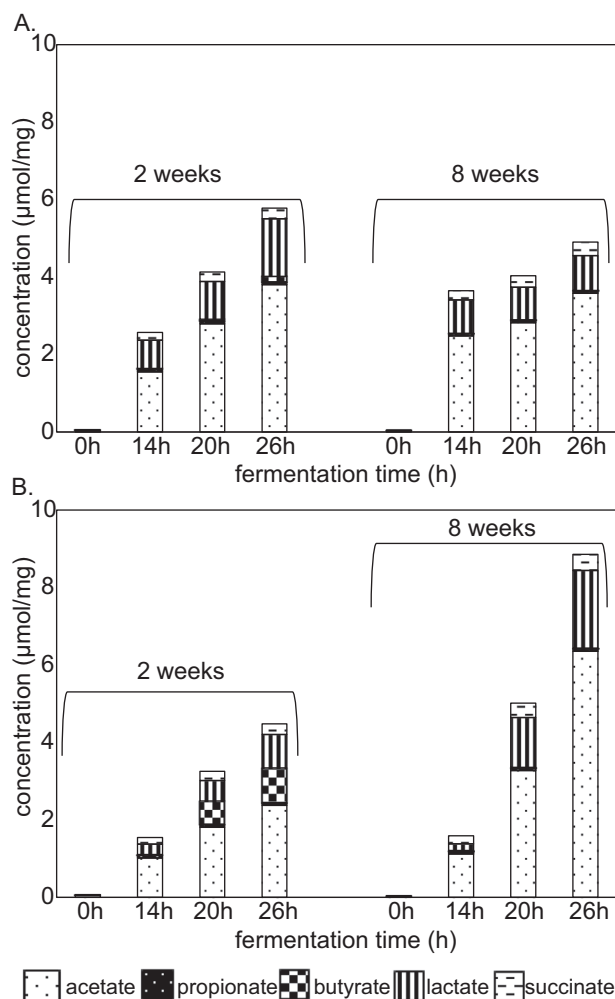 A.
10
8
6
4
2
0
concentration (µmol/mg)
2 weeks
8 weeks
0h 14h 20h 26h 0h 14h 20h 26h
fermentation time (h)
B.
10
8
6
4
2
0
concentration (µmol/mg)
2 weeks
8 weeks
0h 14h 20h 26h 0h 14h 20h 26h
fermentation time (h)
acetate propionate butyrate lactate succinate